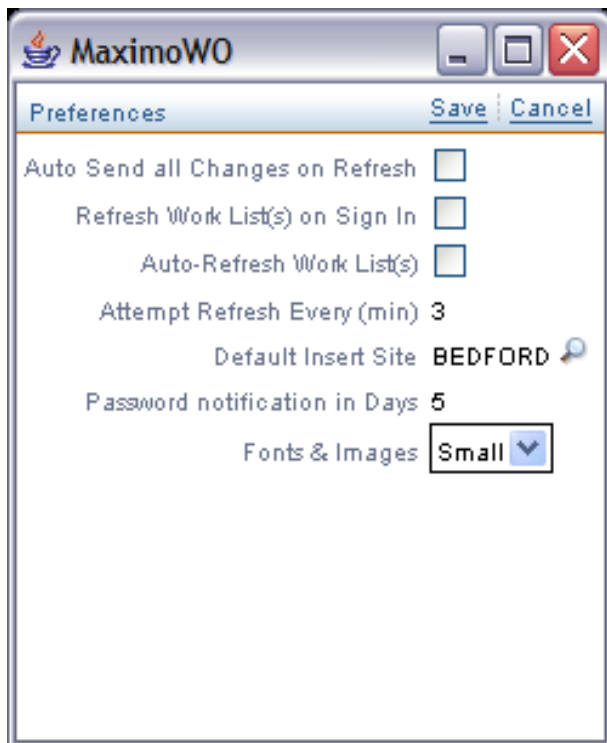 MaximoWO
Preferences Save Cancel
Auto Send all Changes on Refresh
Refresh Work List(s) on Sign In
Auto-Refresh Work List(s)
Attempt Refresh Every (min) 3
Default Insert Site BEDFORD
Password notification in Days 5
Fonts & Images Small